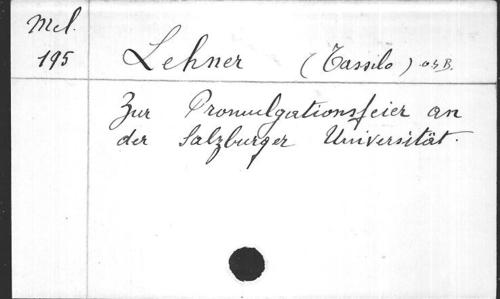 Mel.
195
Lehner (Tassilo) O.S.B.
Zur Promulgationsfeier an
der Salzburger Universität.